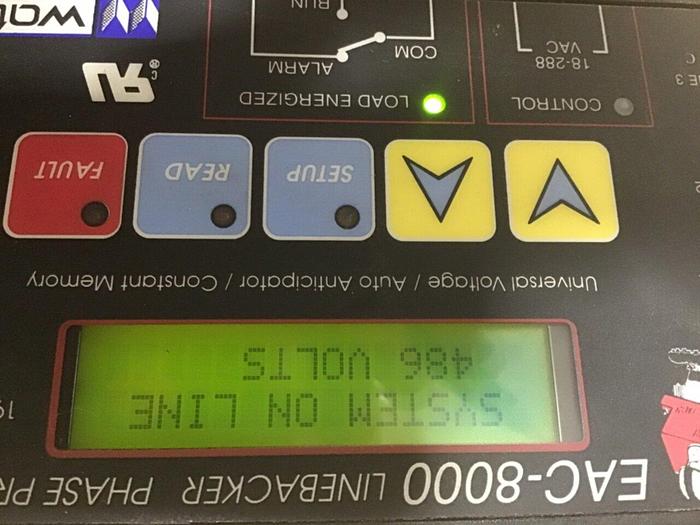 EAC-8000 LINEBACKER PHASE PR
SYSTEM ON LINE
486 VOLTS
Universal Voltage / Auto Anticipator / Constant Memory
SETUP READ FAULT
CONTROL LOAD ENERGIZED
18-288 VAC
ALARM
COM
RUN